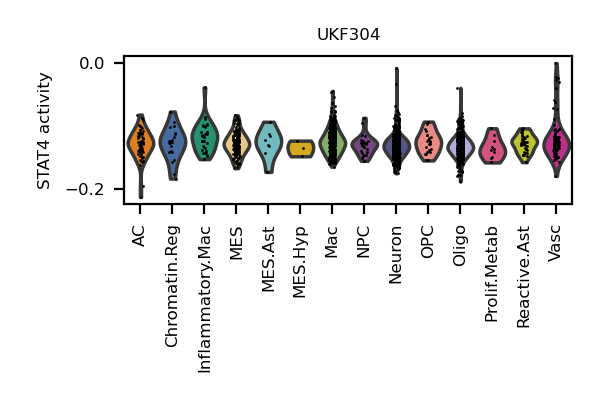 UKF304
STAT4 activity
0.0
−0.2
AC
Chromatin.Reg
Inflammatory.Mac
MES
MES.Ast
MES.Hyp
Mac
NPC
Neuron
OPC
Oligo
Prolif.Metab
Reactive.Ast
Vasc